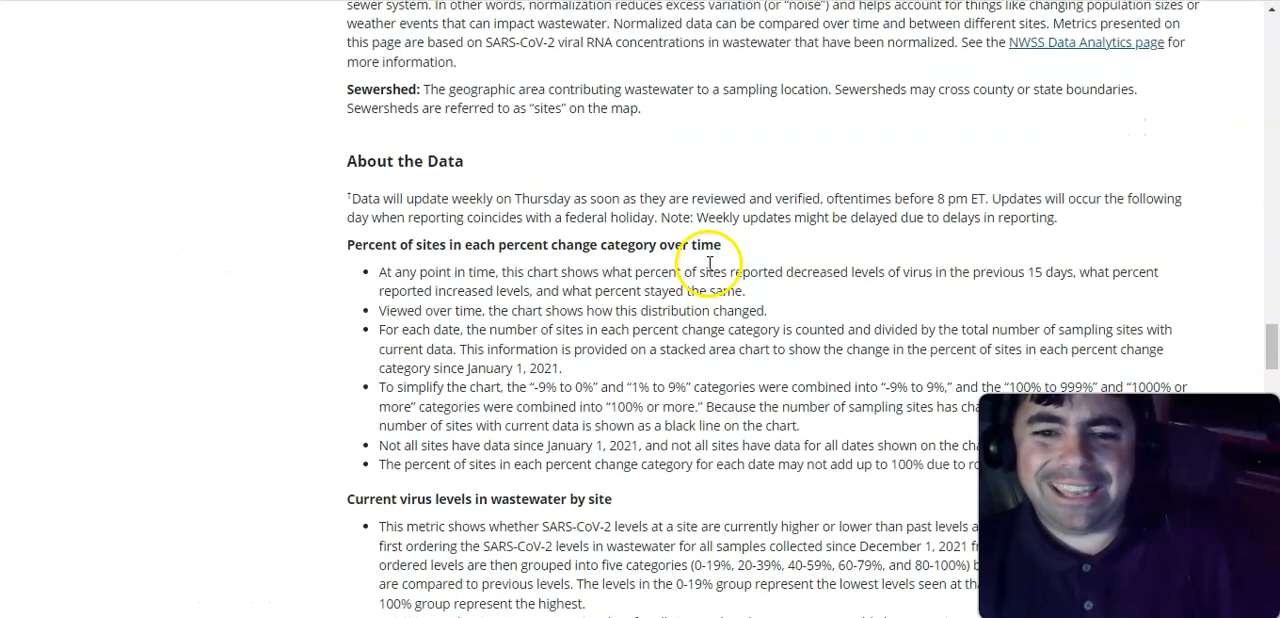 sewer system. In other words, normalization reduces excess variation (or “noise”) and helps account for things like changing population sizes or
weather events that can impact wastewater. Normalized data can be compared over time and between different sites. Metrics presented on
this page are based on SARS-CoV-2 viral RNA concentrations in wastewater that have been normalized. See the NWSS Data Analytics page for
more information.
Sewershed: The geographic area contributing wastewater to a sampling location. Sewersheds may cross county or state boundaries.
Sewersheds are referred to as “sites” on the map.
About the Data
†Data will update weekly on Thursday as soon as they are reviewed and verified, oftentimes before 8 pm ET. Updates will occur the following
day when reporting coincides with a federal holiday. Note: Weekly updates might be delayed due to delays in reporting.
Percent of sites in each percent change category over time
• At any point in time, this chart shows what percent of sites reported decreased levels of virus in the previous 15 days, what percent
reported increased levels, and what percent stayed the same.
• Viewed over time, the chart shows how this distribution changed.
• For each date, the number of sites in each percent change category is counted and divided by the total number of sampling sites with
current data. This information is provided on a stacked area chart to show the change in the percent of sites in each percent change
category since January 1, 2021.
• To simplify the chart, the “-9% to 0%” and “1% to 9%” categories were combined into “-9% to 9%,” and the “100% to 999%” and “1000% or
more” categories were combined into “100% or more.” Because the number of sampling sites has
number of sites with current data is shown as a black line on the chart.
• Not all sites have data since January 1, 2021, and not all sites have data for all dates shown on the
• The percent of sites in each percent change category for each date may not add up to 100% due to
Current virus levels in wastewater by site
• This metric shows whether SARS-CoV-2 levels at a site are currently higher or lower than past levels
first ordering the SARS-CoV-2 levels in wastewater for all samples collected since December 1, 2021
ordered levels are then grouped into five categories (0-19%, 20-39%, 40-59%, 60-79%, and 80-100%)
are compared to previous levels. The levels in the 0-19% group represent the lowest levels seen at
100% group represent the highest.